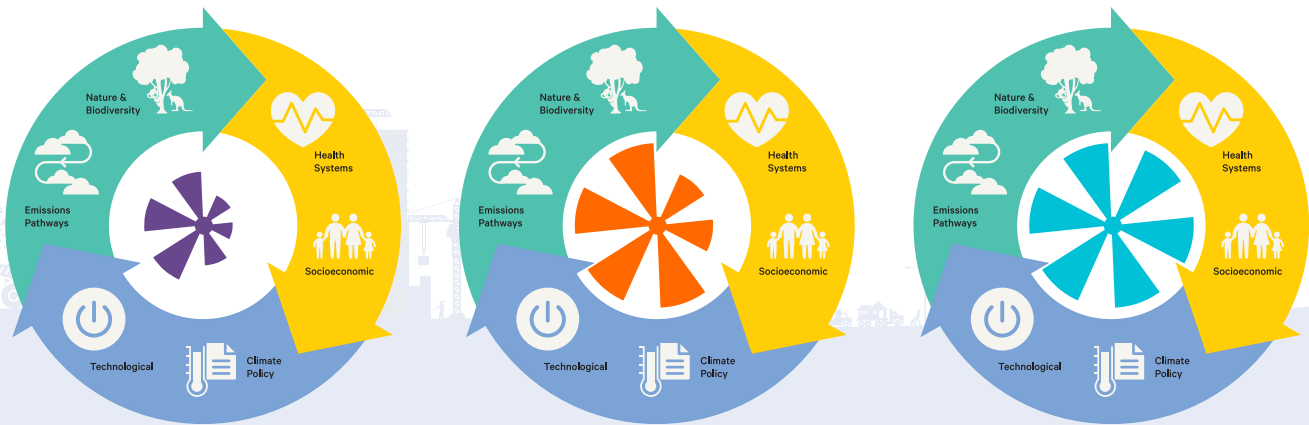 Nature &
Biodiversity
Health
Systems
Emissions
Pathways
Socioeconomic
Technological
Climate
Policy
Nature &
Biodiversity
Health
Systems
Emissions
Pathways
Socioeconomic
Technological
Climate
Policy
Nature &
Biodiversity
Health
Systems
Emissions
Pathways
Socioeconomic
Technological
Climate
Policy